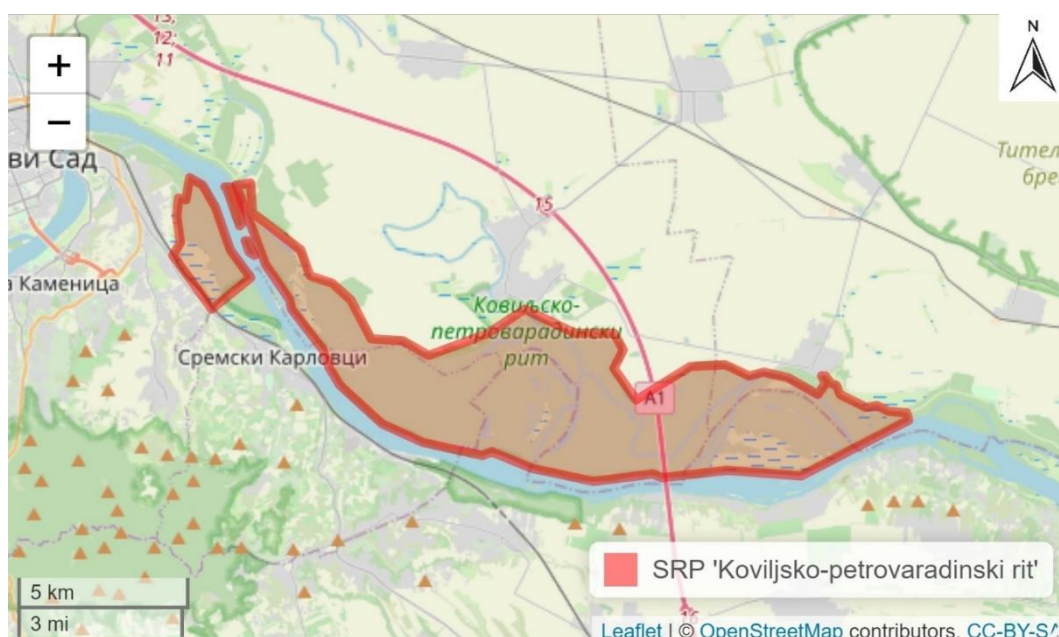 13;
12;
11
N
+
−
ви Сад
Тител
брег
15
а Каменица
Ковиљско-
петроварадински
рит
Сремски Карловци
A1
SRP 'Koviljsko-petrovaradinski rit'
5 km
3 mi
16
Leaflet | © OpenStreetMap contributors, CC-BY-SA